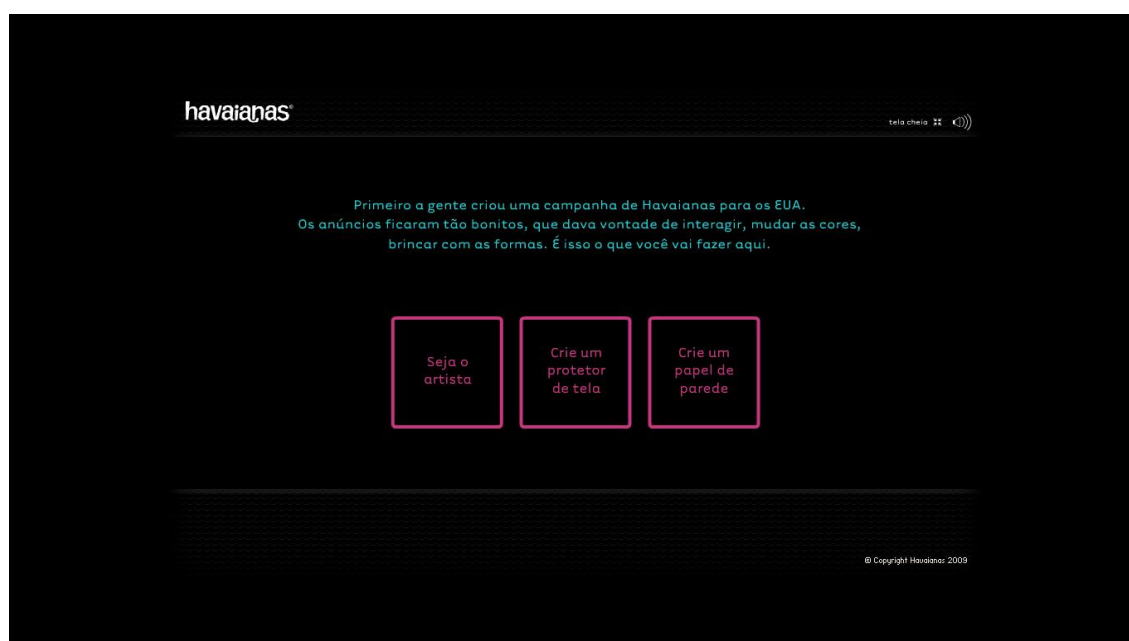 havaianas®
tela cheia
Primeiro a gente criou uma campanha de Havaianas para os EUA.
Os anúncios ficaram tão bonitos, que dava vontade de interagir, mudar as cores,
brincar com as formas. É isso o que você vai fazer aqui.
Seja o
artista
Crie um
protetor
de tela
Crie um
papel de
parede
© Copyright Havaianas 2009